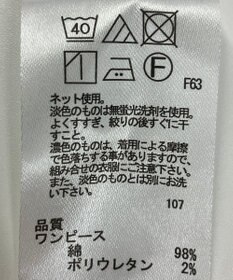 40
F
F63
ネット使用。
淡色のものは無蛍光洗剤を使用し、
よくすすぎ、絞りの後すぐに干
すこと。
濃色のものは、着用による摩擦
で色落ちする事がありますので、
組み合せの衣服にご注意下さい。
また、淡色のものとは別にお洗
い下さい。
107
品質
ワンピース
綿 98%
ポリウレタン 2%